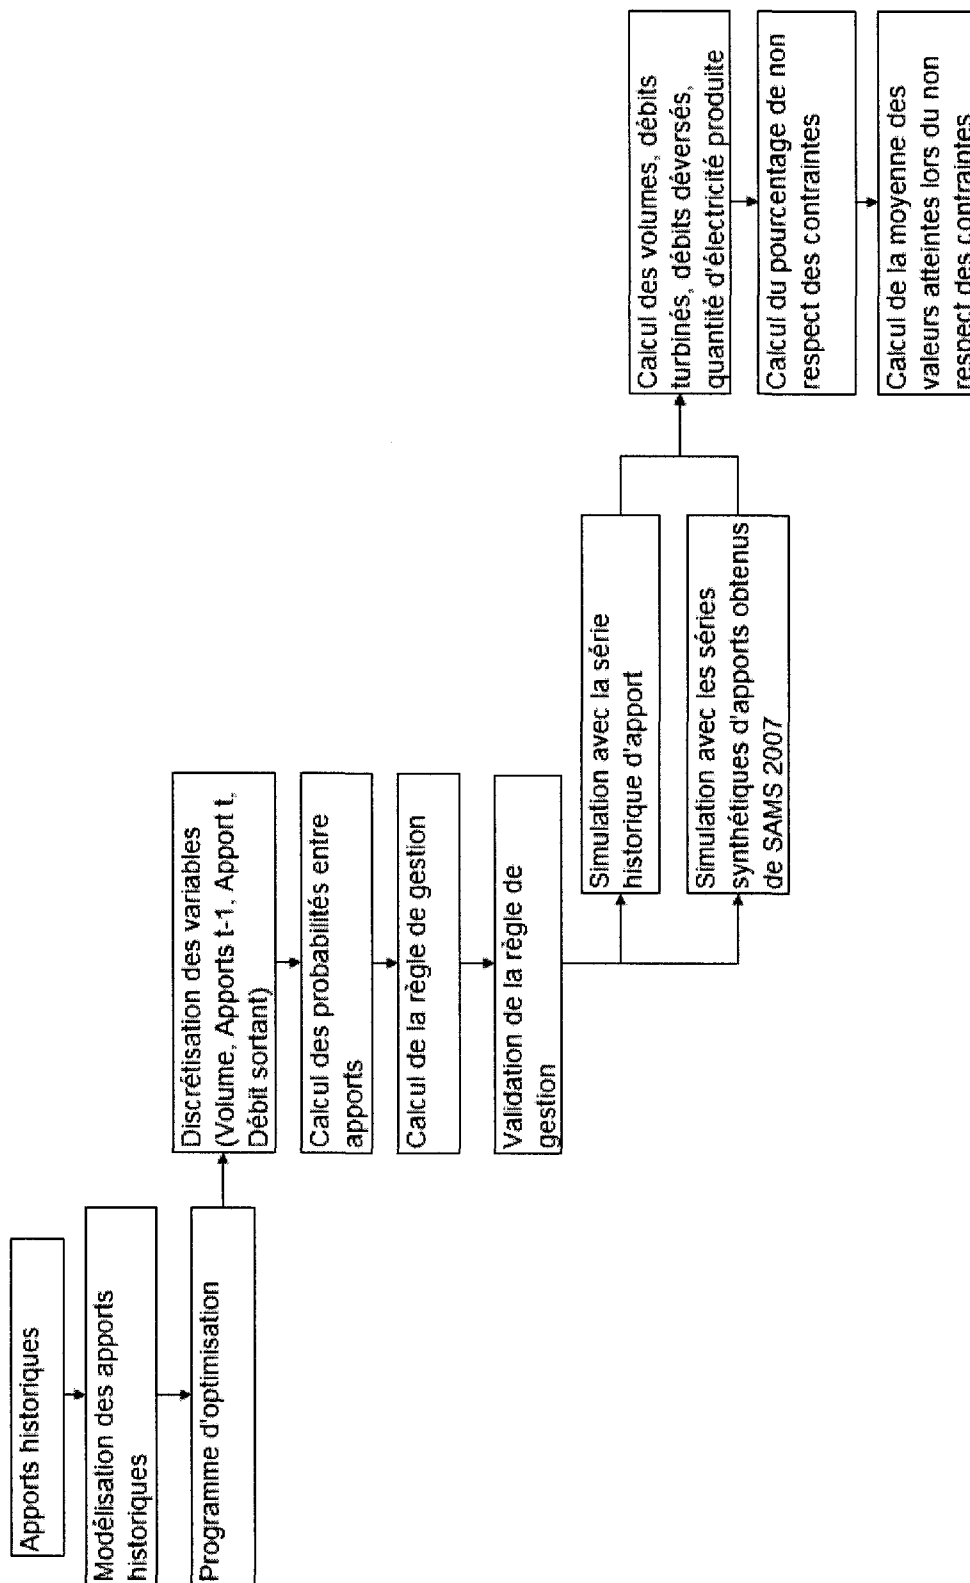 Apports historiques
Modélisation des apports
historiques
Programme d'optimisation
Discrétisation des variables
(Volume, Apports t-1, Apport t,
Débit sortant)
Calcul des probabilités entre
apports
Calcul de la règle de gestion
Validation de la règle de
gestion
Simulation avec la série
historique d'apport
Simulation avec les séries
synthétiques d'apports obtenus
de SAMS 2007
Calcul des volumes, débits
turbinés, débits déversés,
quantité d'électricité produite
Calcul du pourcentage de non
respect des contraintes
Calcul de la moyenne des
valeurs atteintes lors du non
respect des contraintes